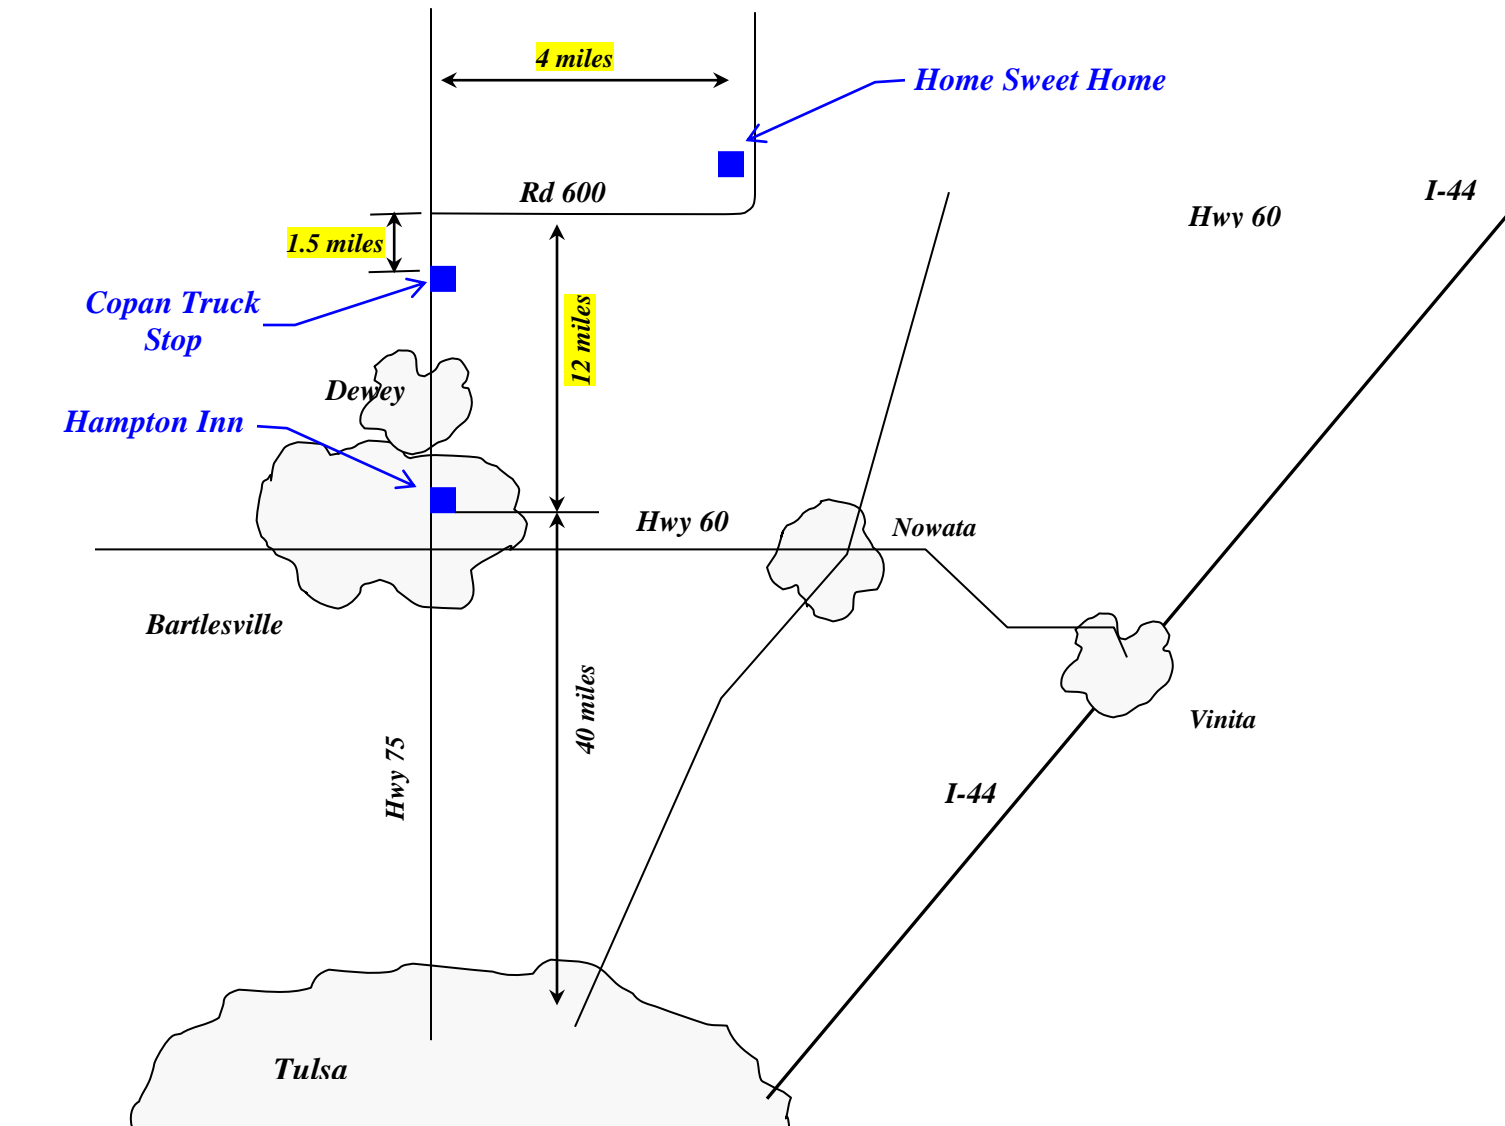 4 miles
Home Sweet Home
Rd 600
I-44
Hwy 60
1.5 miles
Copan Truck
Stop
12 miles
Dewey
Hampton Inn
Hwy 60
Nowata
Bartlesville
40 miles
Vinita
Hwy 75
I-44
Tulsa